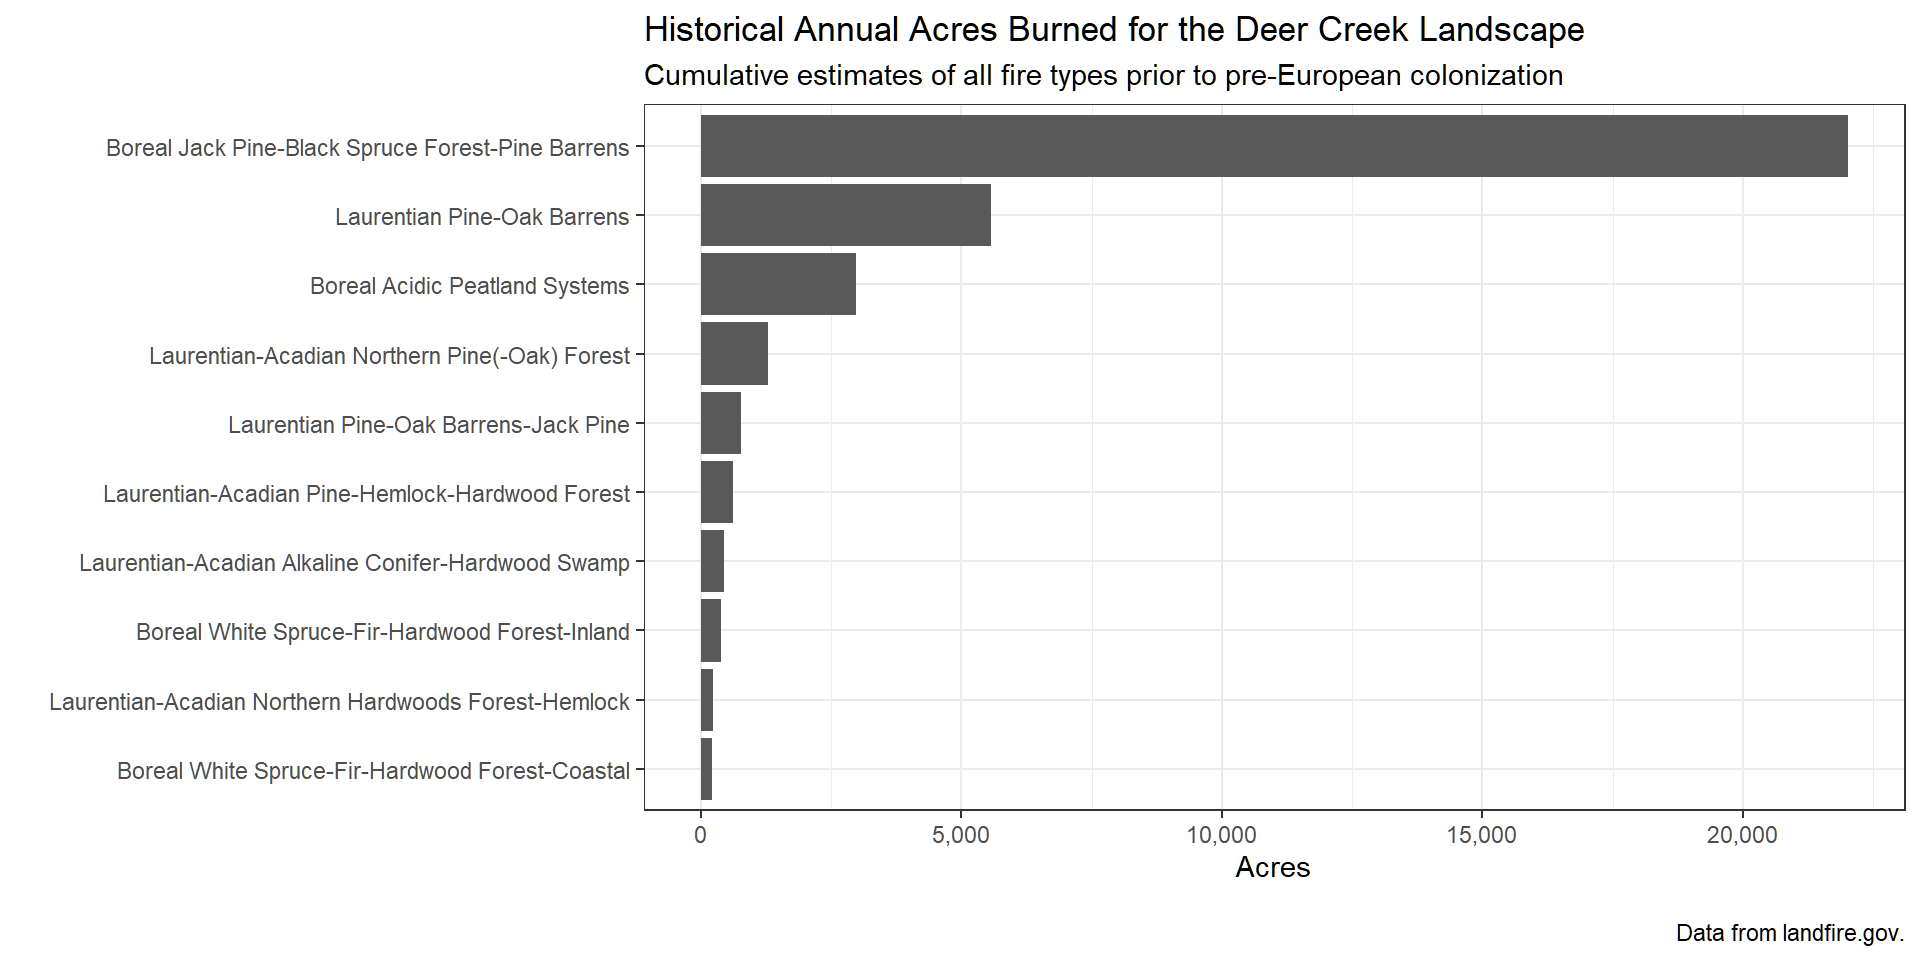 Historical Annual Acres Burned for the Deer Creek Landscape
Cumulative estimates of all fire types prior to pre-European colonization
Boreal Jack Pine-Black Spruce Forest-Pine Barrens
Laurentian Pine-Oak Barrens
Boreal Acidic Peatland Systems
Laurentian-Acadian Northern Pine(-Oak) Forest
Laurentian Pine-Oak Barrens-Jack Pine
Laurentian-Acadian Pine-Hemlock-Hardwood Forest
Laurentian-Acadian Alkaline Conifer-Hardwood Swamp
Boreal White Spruce-Fir-Hardwood Forest-Inland
Laurentian-Acadian Northern Hardwoods Forest-Hemlock
Boreal White Spruce-Fir-Hardwood Forest-Coastal
0 5,000 10,000 15,000 20,000
Acres
Data from landfire.gov.